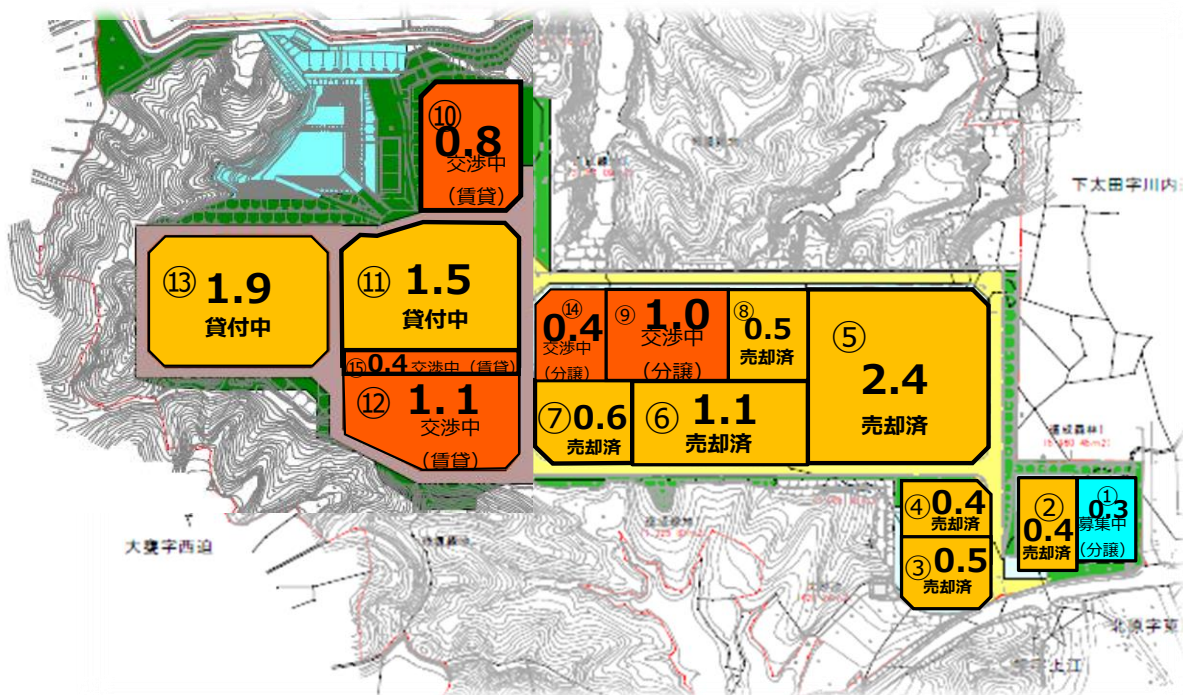 ⑩
0.8
交渉中
（賃貸）
下太田字川内
⑬ 1.9
貸付中
⑪ 1.5
貸付中
⑭
0.4
交渉中
（分譲）
⑨ 1.0
交渉中
（分譲）
⑧
0.5
売却済
⑤
2.4
売却済
⑮0.4 交渉中（賃貸）
⑫ 1.1
交渉中
（賃貸）
⑦0.6
売却済
⑥ 1.1
売却済
④0.4
売却済
③0.5
売却済
②
0.4
売却済
①
0.3
募集中
（分譲）
大甕字西迫